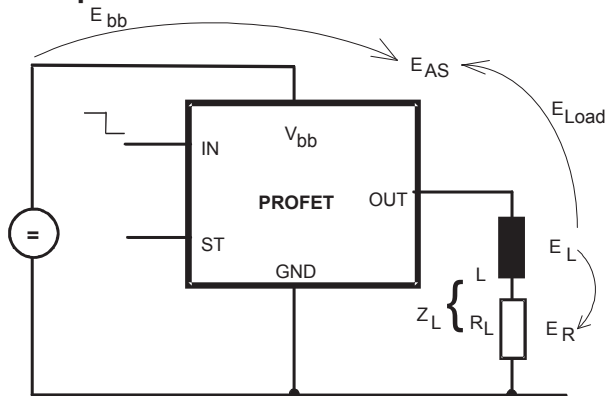 E bb
E AS
E Load
V bb
IN
PROFET
OUT
ST
=
GND
E L
L
Z L { R L
E R